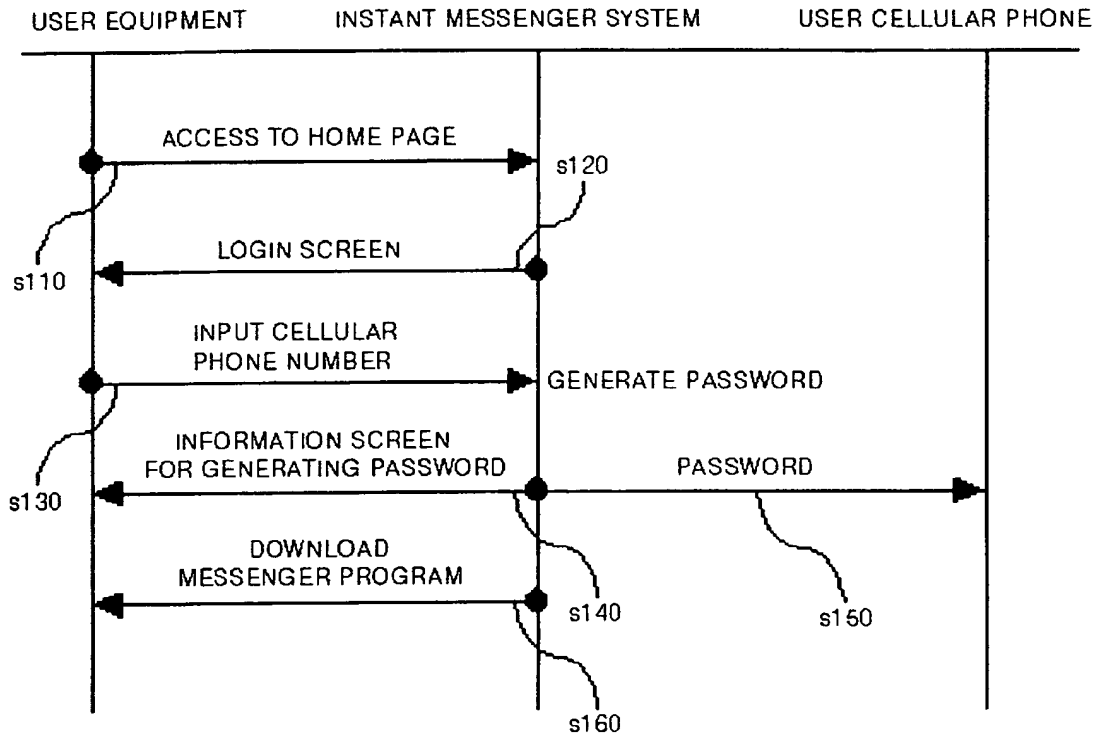 USER EQUIPMENT
INSTANT MESSENGER SYSTEM
USER CELLULAR PHONE
ACCESS TO HOME PAGE
s120
LOGIN SCREEN
s110
INPUT CELLULAR
PHONE NUMBER
GENERATE PASSWORD
INFORMATION SCREEN
FOR GENERATING PASSWORD
PASSWORD
s130
DOWNLOAD
MESSENGER PROGRAM
s140
s150
s160